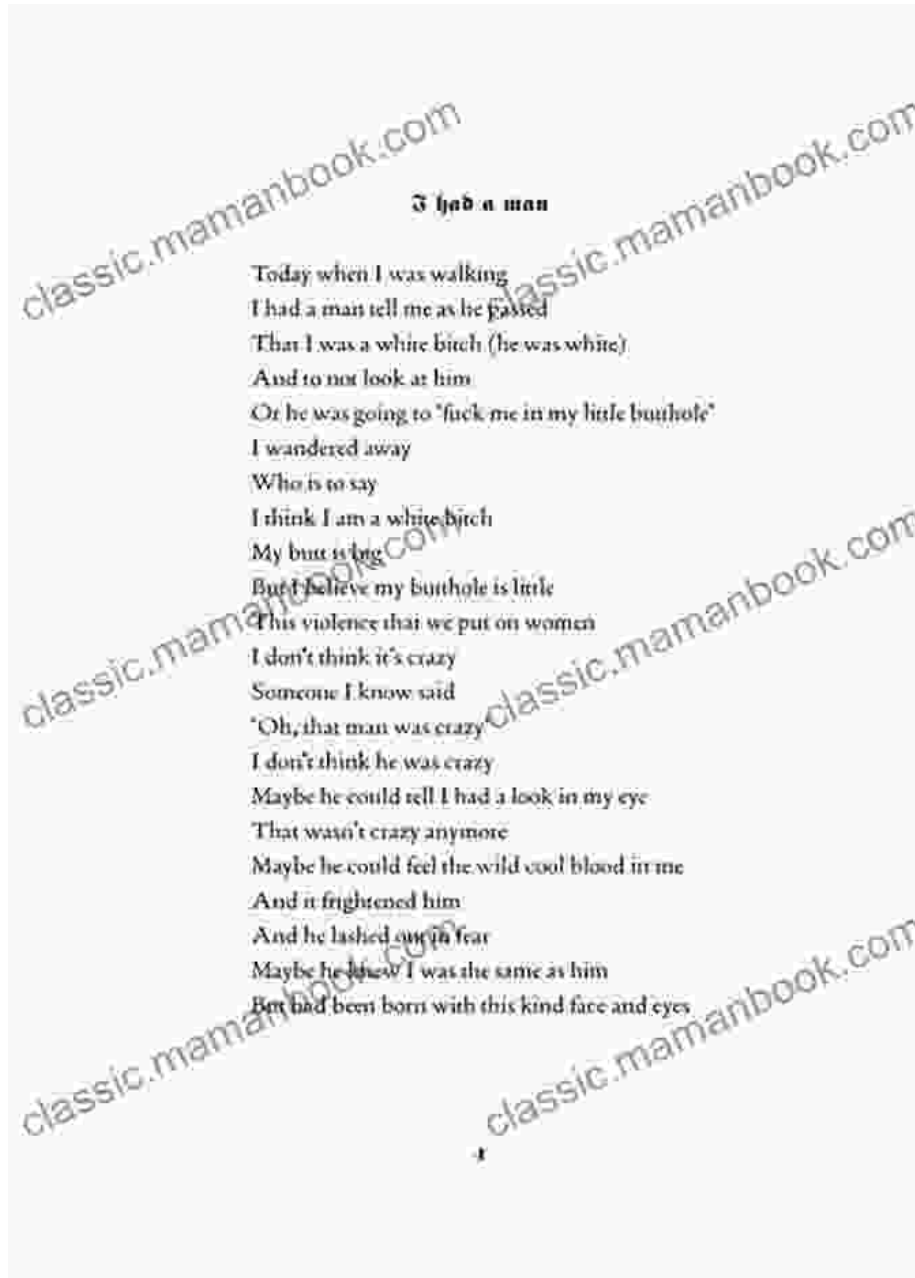 classic.mamanbook.com
classic.mamanbook.com
I had a man
Today when I was walking
I had a man tell me as he passed
That I was a white bitch (he was white)
And to not look at him
Or he was going to "fuck me in my little butthole"
I wandered away
Who is to say
I think I am a white bitch
My butt is big
But I believe my butthole is little
This violence that we put on women
I don't think it's crazy
Someone I know said
"Oh, that man was crazy"
I don't think he was crazy
Maybe he could tell I had a look in my eye
That wasn't crazy anymore
Maybe he could feel the wild cool blood in me
And it frightened him
And he lashed out in fear
Maybe he knew I was the same as him
But had been born with this kind face and eyes
classic.mamanbook.com
classic.mamanbook.com
classic.mamanbook.com
classic.mamanbook.com